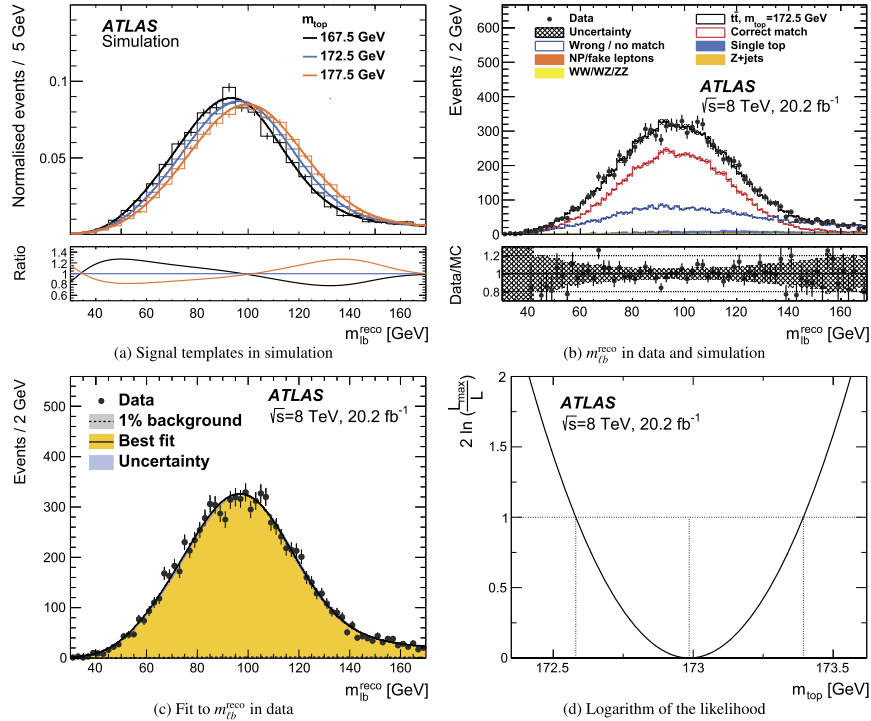 ATLAS
Simulation
m_top
167.5 GeV
172.5 GeV
177.5 GeV
Normalised events / 5 GeV
0.1
0.05
Ratio
1.4
1.2
1
0.8
0.6
40 60 80 100 120 140 160
m_lb^reco [GeV]
(a) Signal templates in simulation
Events / 2 GeV
600
500
400
300
200
100
0
Data
Uncertainty
Wrong / no match
NP/fake leptons
WW/WZ/ZZ
tt̄, m_top=172.5 GeV
Correct match
Single top
Z+jets
ATLAS
√s=8 TeV, 20.2 fb⁻¹
Data/MC
1.2
1
0.8
40 60 80 100 120 140 160
m_lb^reco [GeV]
(b) m_ℓb^reco in data and simulation
Events / 2 GeV
500
400
300
200
100
0
Data
1% background
Best fit
Uncertainty
ATLAS
√s=8 TeV, 20.2 fb⁻¹
40 60 80 100 120 140 160
m_lb^reco [GeV]
(c) Fit to m_ℓb^reco in data
2 ln (L_max/L)
2
1.5
1
0.5
0
ATLAS
√s=8 TeV, 20.2 fb⁻¹
172.5 173 173.5
m_top [GeV]
(d) Logarithm of the likelihood